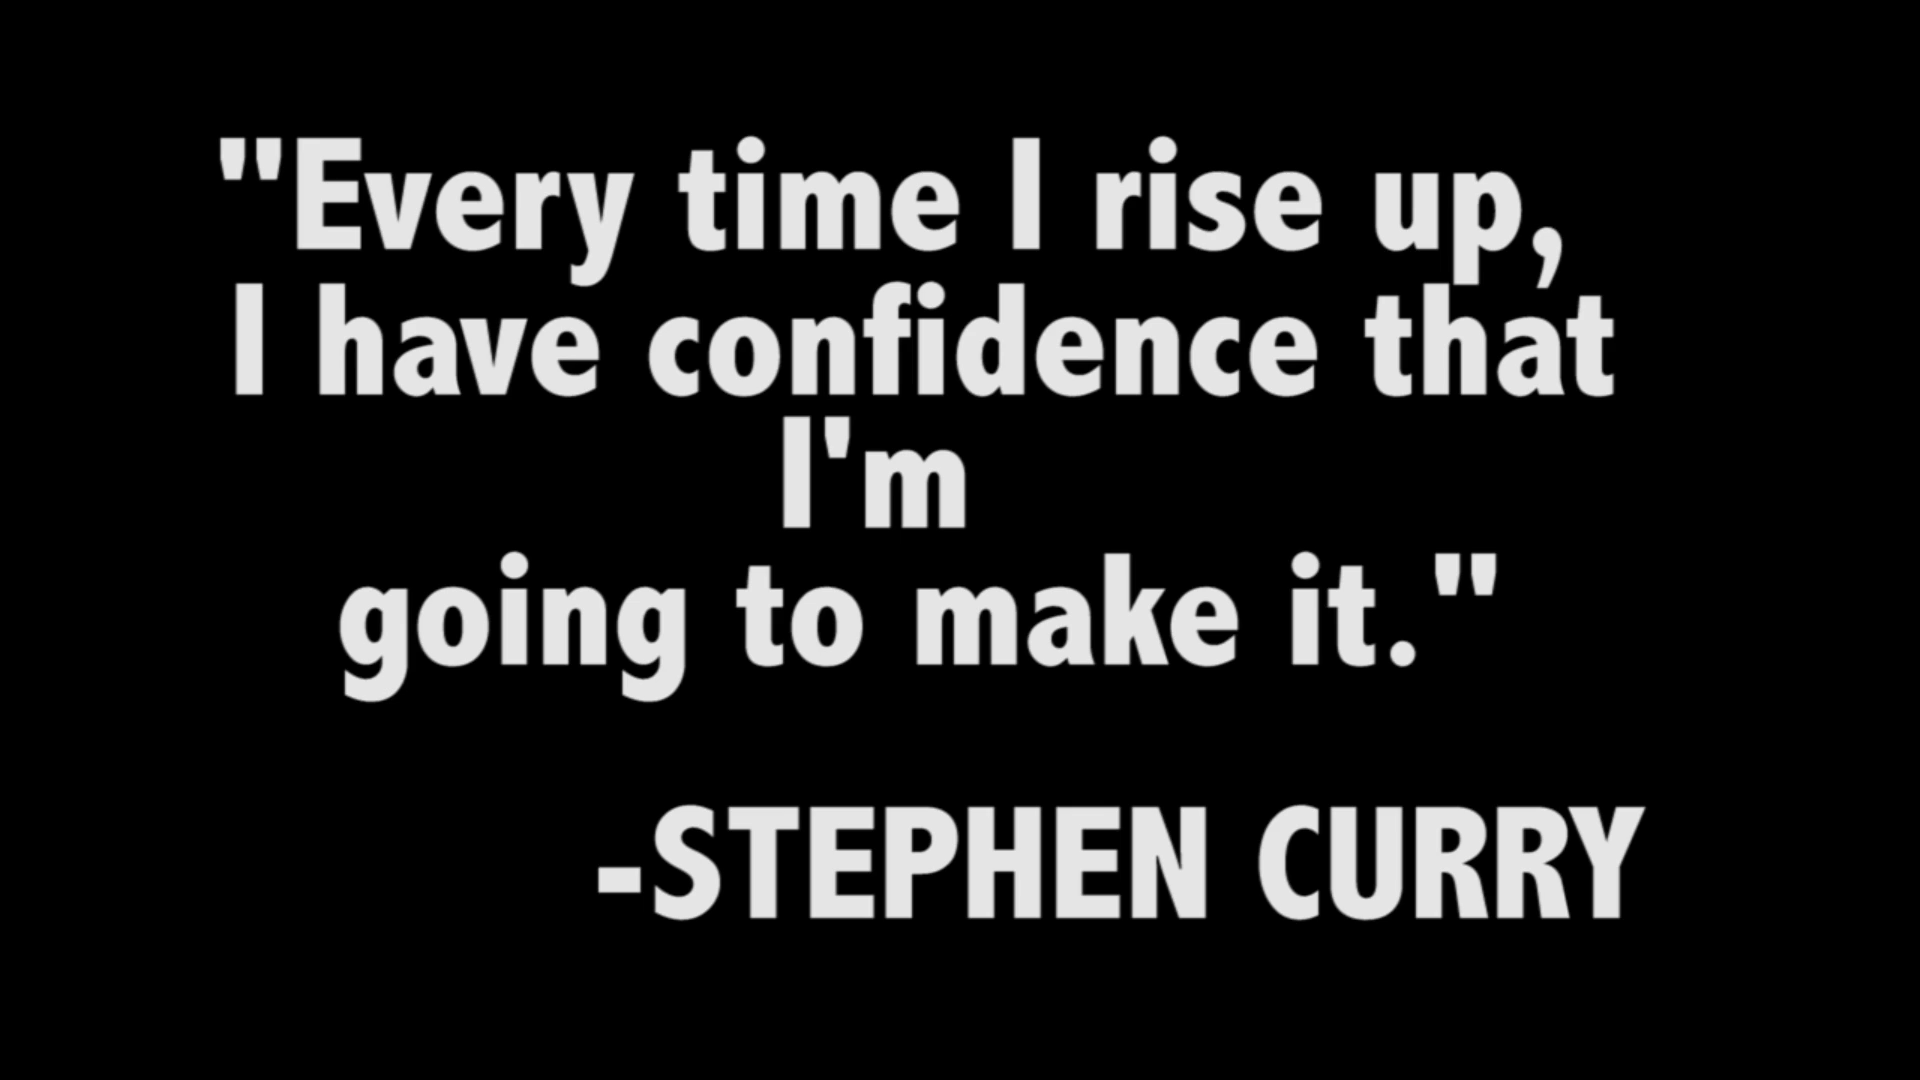 "Every time I rise up,
I have confidence that
I'm
going to make it."
-STEPHEN CURRY